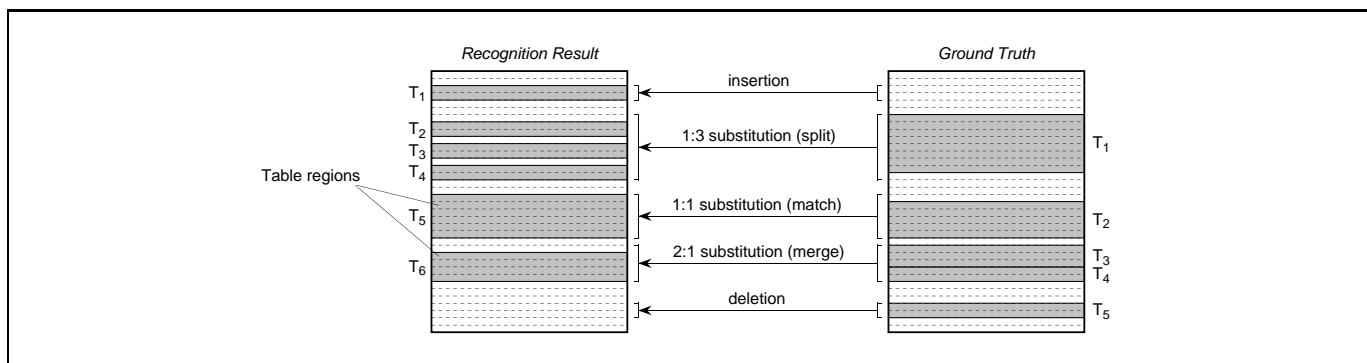 Recognition Result
Ground Truth
insertion
T1
T2
1:3 substitution (split)
T3
T1
T4
Table regions
1:1 substitution (match)
T5
T2
2:1 substitution (merge)
T3
T6
T4
deletion
T5